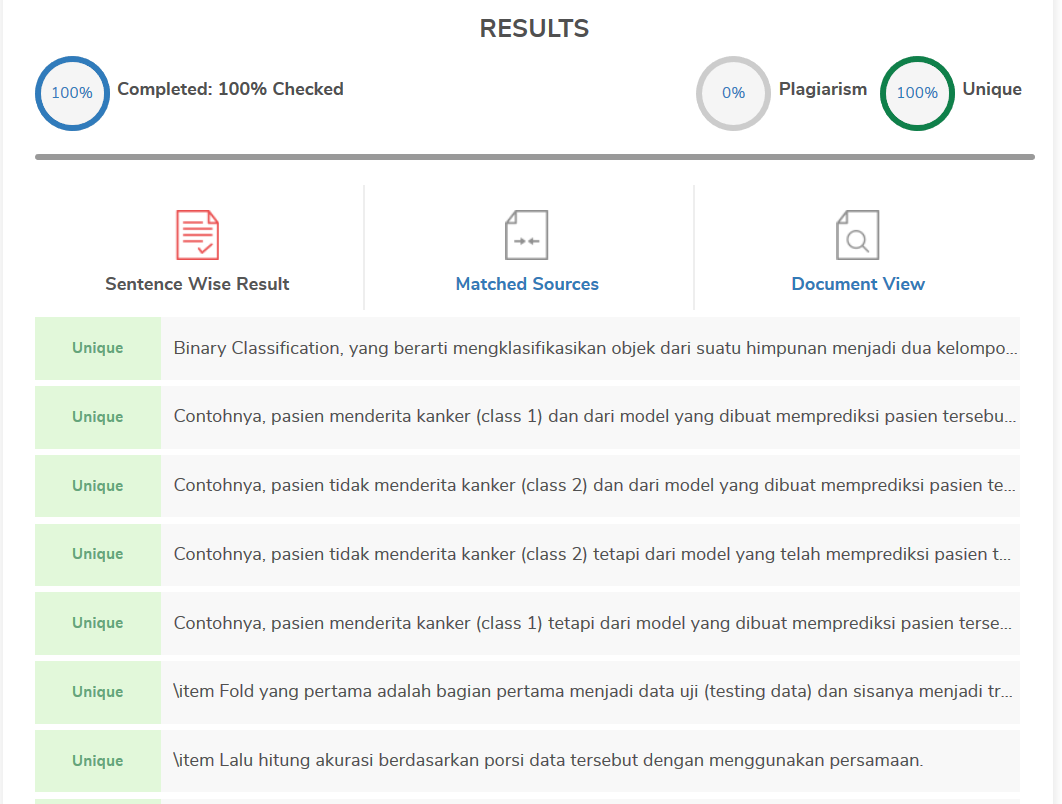 RESULTS
100% Completed: 100% Checked 0% Plagiarism 100% Unique
Sentence Wise Result Matched Sources Document View
Unique Binary Classification, yang berarti mengklasifikasikan objek dari suatu himpunan menjadi dua kelompo...
Unique Contohnya, pasien menderita kanker (class 1) dan dari model yang dibuat memprediksi pasien tersebu...
Unique Contohnya, pasien tidak menderita kanker (class 2) dan dari model yang dibuat memprediksi pasien te...
Unique Contohnya, pasien tidak menderita kanker (class 2) tetapi dari model yang telah memprediksi pasien t...
Unique Contohnya, pasien menderita kanker (class 1) tetapi dari model yang dibuat memprediksi pasien terse...
Unique \item Fold yang pertama adalah bagian pertama menjadi data uji (testing data) dan sisanya menjadi tr...
Unique \item Lalu hitung akurasi berdasarkan porsi data tersebut dengan menggunakan persamaan.